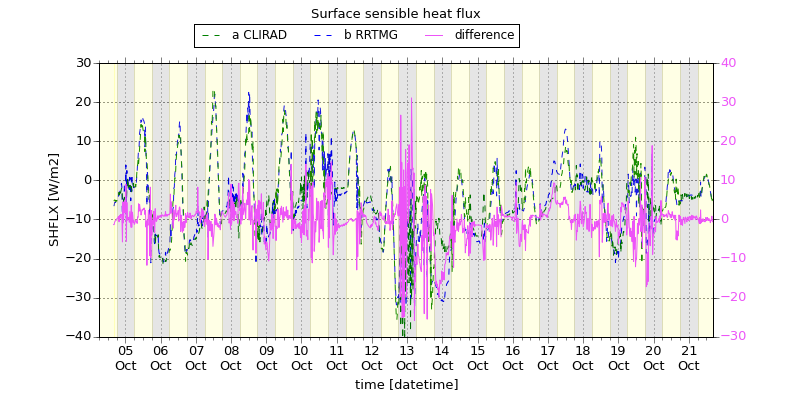 Surface sensible heat flux
a CLIRAD b RRTMG difference
30 40
20 30
10 20
0 10
−10 0
−20 −10
−30 −20
−40 −30
SHFLX [W/m2]
05 06 07 08 09 10 11 12 13 14 15 16 17 18 19 20 21
Oct Oct Oct Oct Oct Oct Oct Oct Oct Oct Oct Oct Oct Oct Oct Oct Oct
time [datetime]